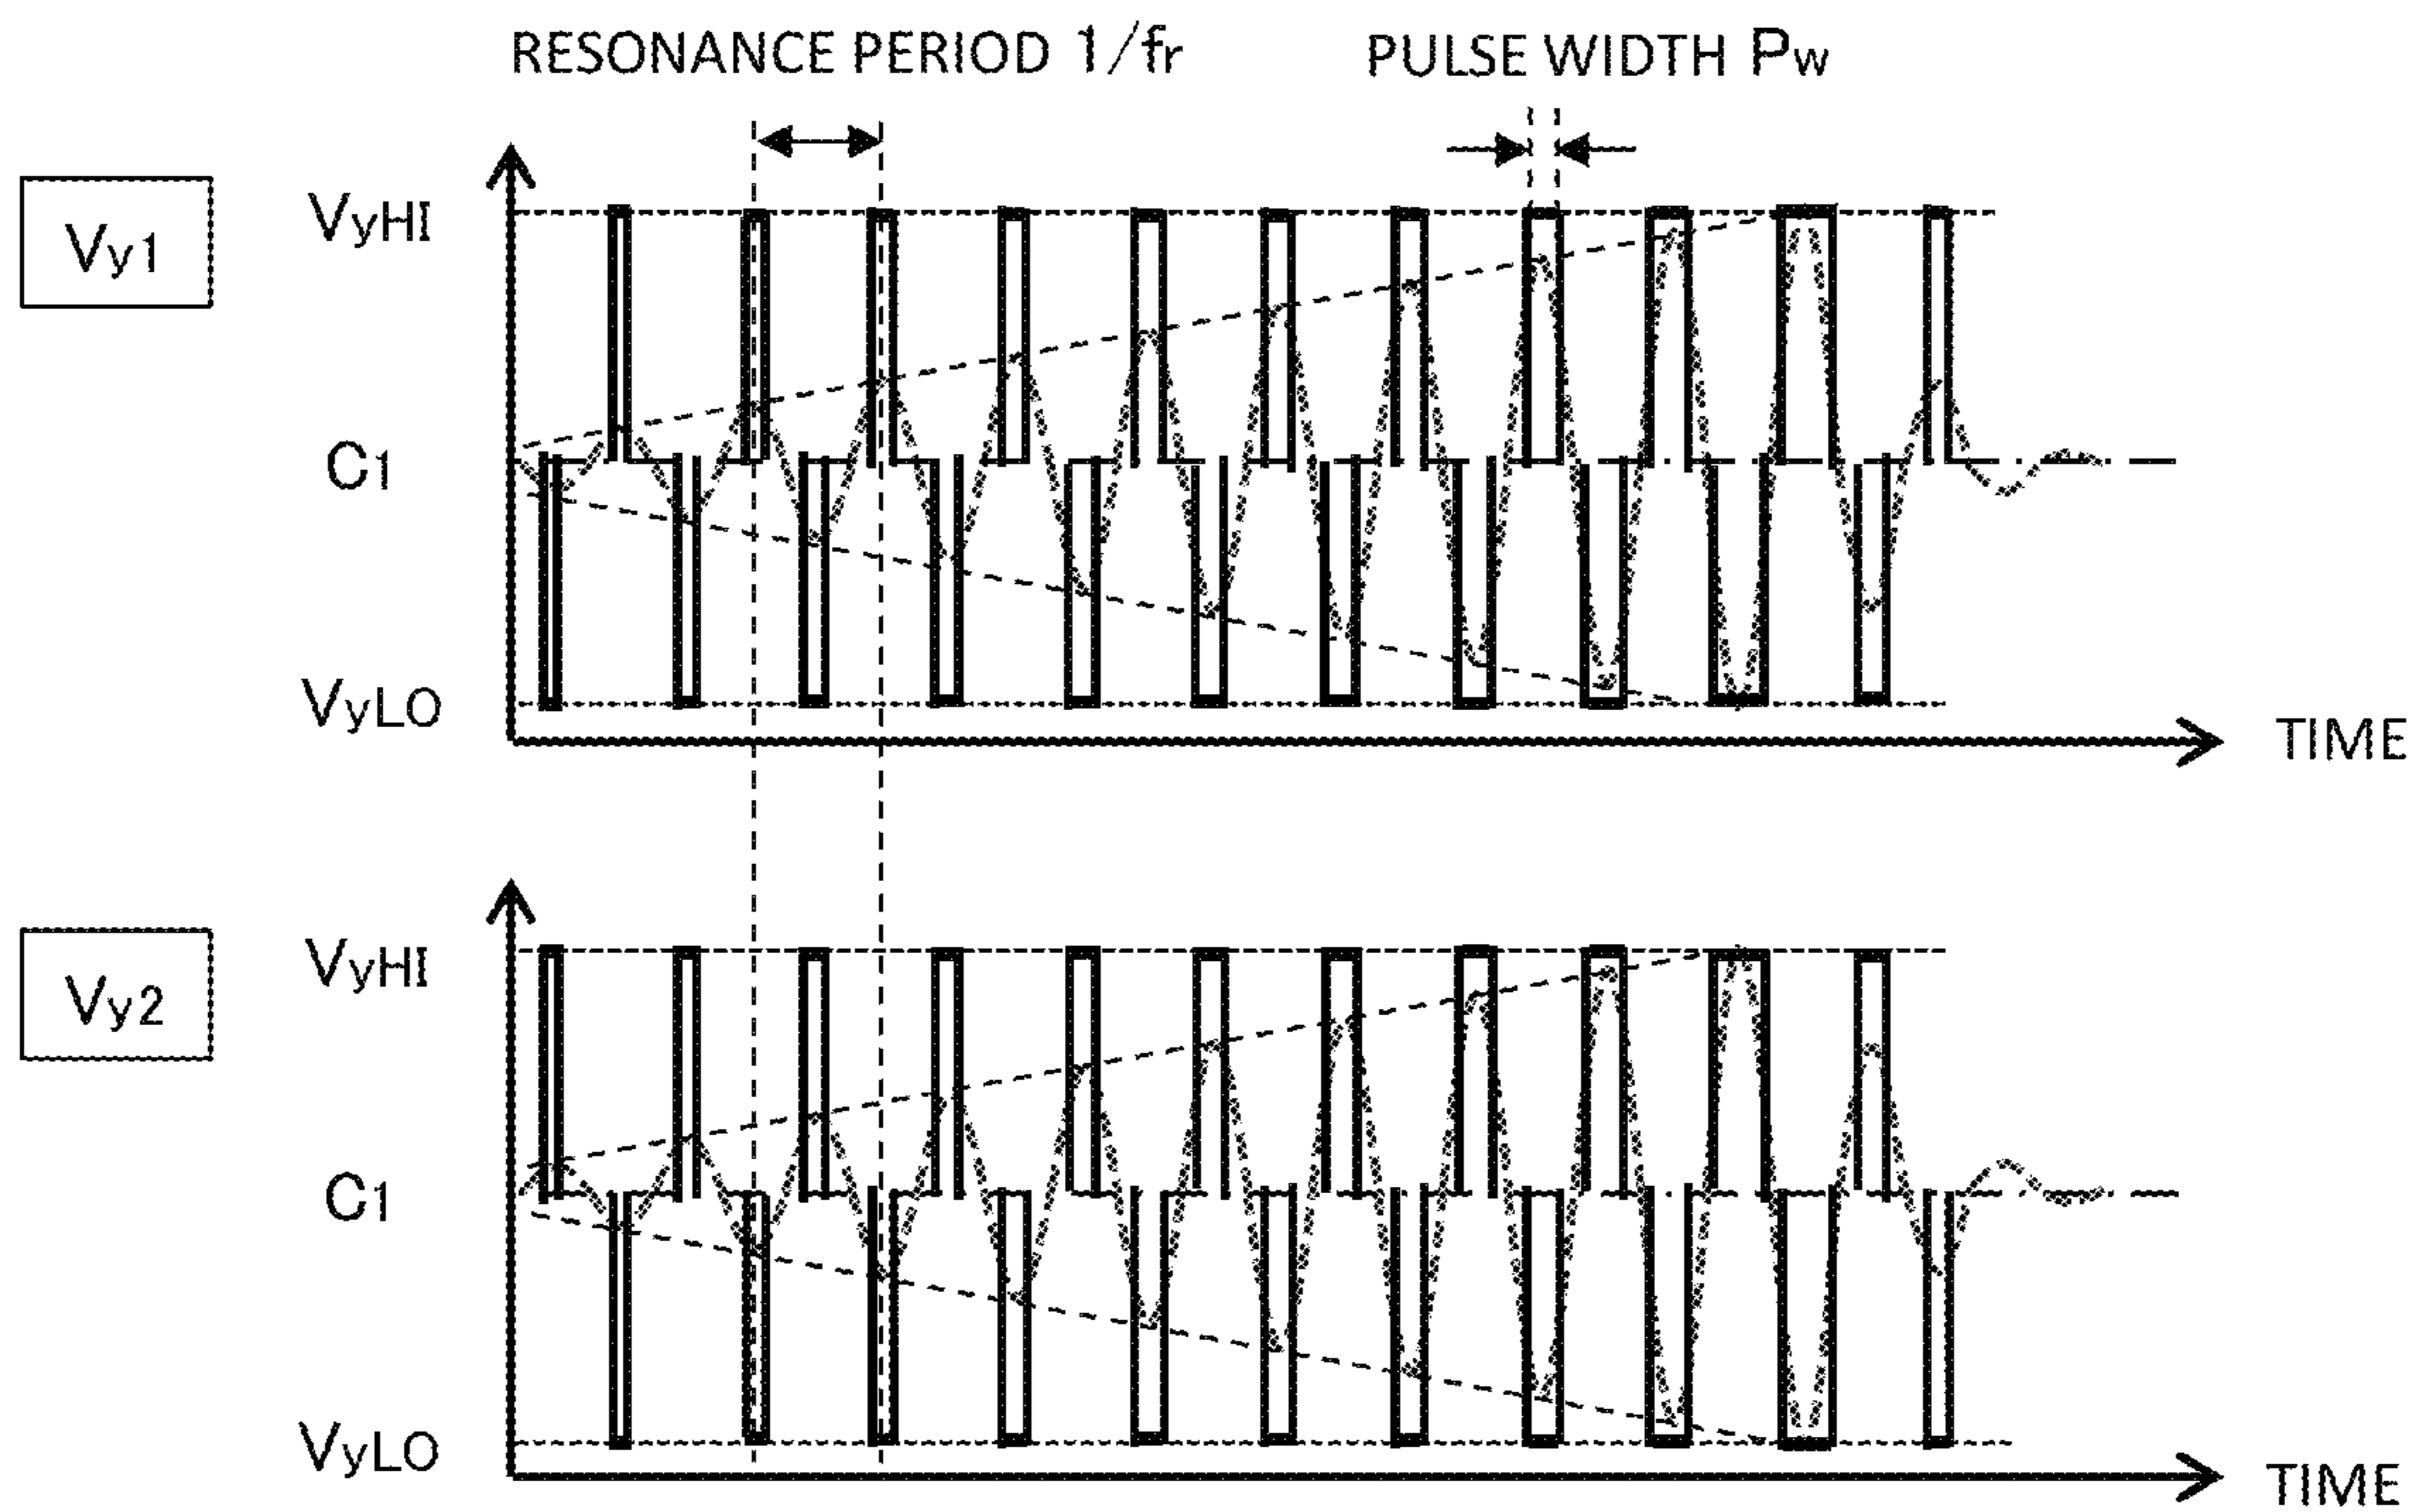 RESONANCE PERIOD 1/fr
PULSE WIDTH Pw
Vy1
VyHI
C1
VyLO
TIME
Vy2
VyHI
C1
VyLO
TIME